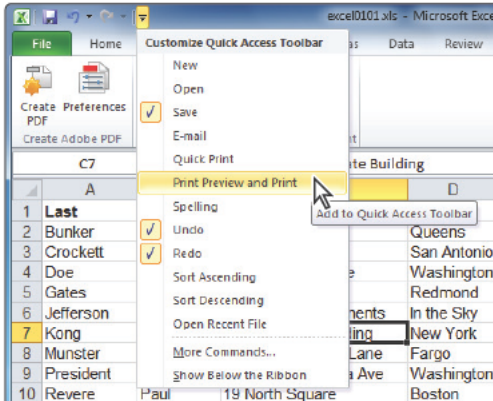 excel0101.xls - Microsoft Exce
File Home as Data Review
Customize Quick Access Toolbar
New
Open
Save
E-mail
Quick Print
Print Preview and Print
Spelling
Undo
Redo
Sort Ascending
Sort Descending
Open Recent File
More Commands...
Show Below the Ribbon
Add to Quick Access Toolbar
Create PDF
Preferences
Create Adobe PDF
C7 te Building
A D
1 Last
2 Bunker Queens
3 Crockett San Antonio
4 Doe e Washington
5 Gates Redmond
6 Jefferson ments In the Sky
7 Kong ding New York
8 Munster Lane Fargo
9 President a Ave Washington
10 Revere Paul 19 North Square Boston